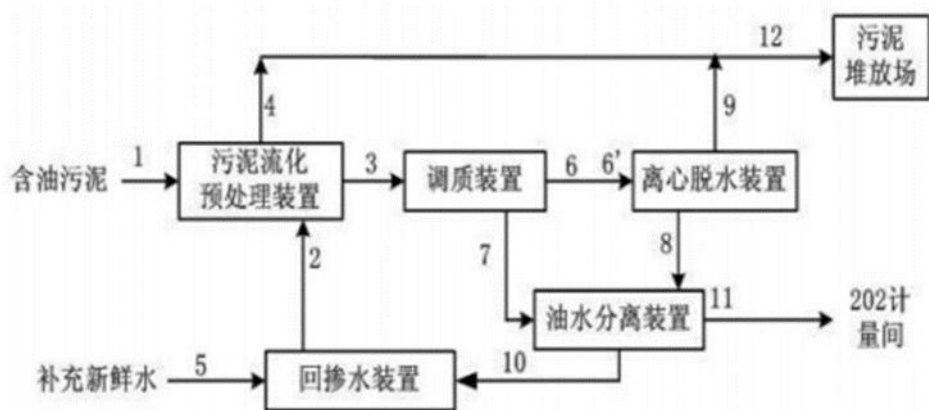 12
污泥
堆放场
4
9
含油污泥
1
污泥流化
预处理装置
3
调质装置
6
6'
离心脱水装置
2
7
8
油水分离装置
11
202计
量间
补充新鲜水
5
回掺水装置
10